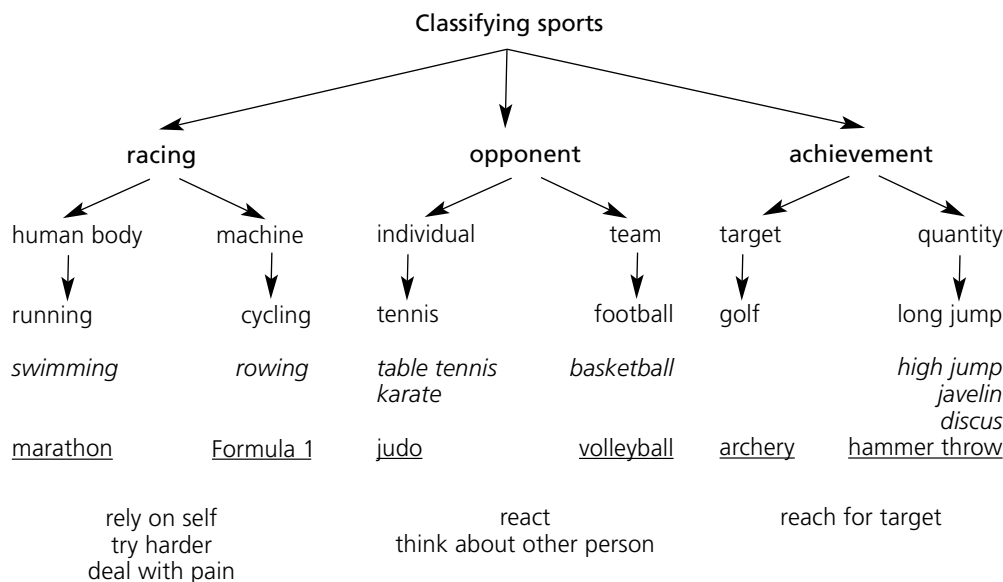 Classifying sports
racing opponent achievement
human body machine individual team target quantity
running cycling tennis football golf long jump
swimming rowing table tennis basketball high jump
karate javelin
discus
marathon Formula 1 judo volleyball archery hammer throw
rely on self react reach for target
try harder think about other person
deal with pain